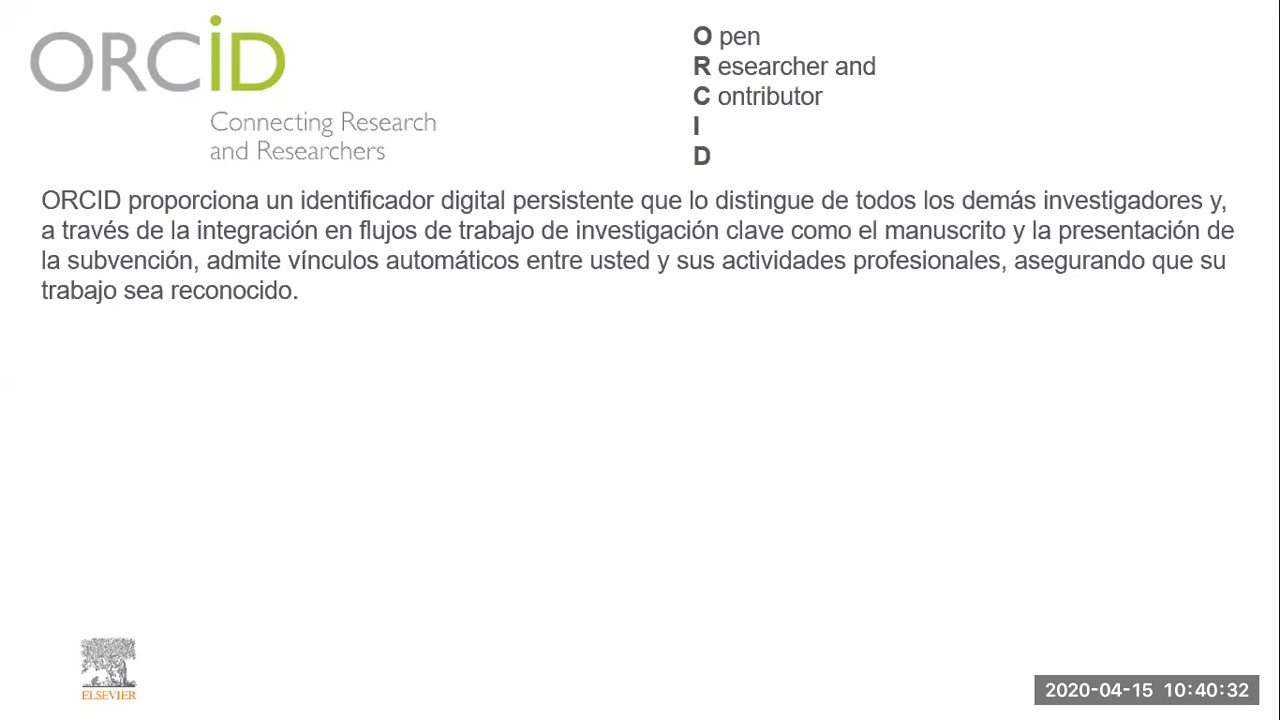 ORCiD
Connecting Research
and Researchers
O pen
R esearcher and
C ontributor
I
D
ORCID proporciona un identificador digital persistente que lo distingue de todos los demás investigadores y,
a través de la integración en flujos de trabajo de investigación clave como el manuscrito y la presentación de
la subvención, admite vínculos automáticos entre usted y sus actividades profesionales, asegurando que su
trabajo sea reconocido.
ELSEVIER
2020-04-15 10:40:32